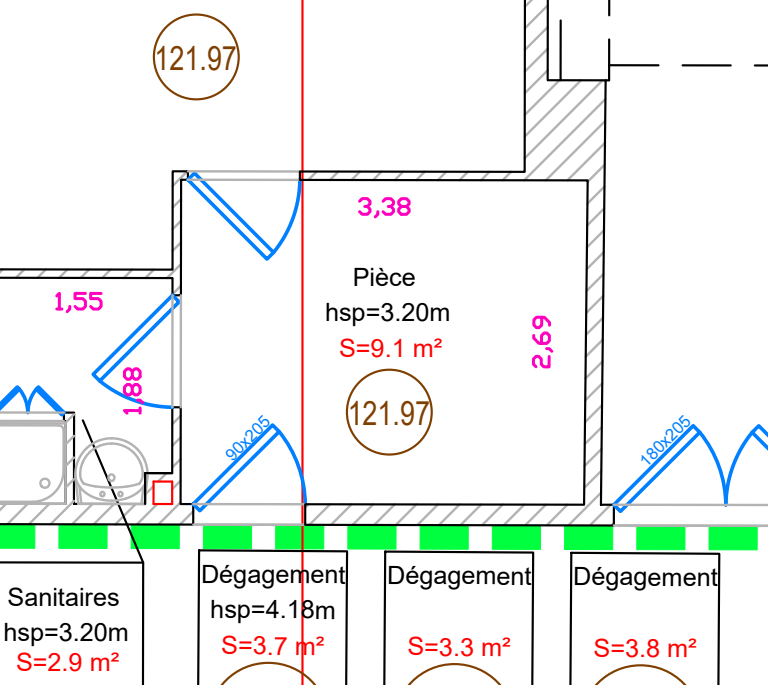 121.97
3,38
Pièce
hsp=3.20m
S=9.1 m²
2,69
121.97
1,55
1,88
90x205
180x205
Sanitaires
hsp=3.20m
S=2.9 m²
Dégagement
hsp=4.18m
S=3.7 m²
Dégagement
S=3.3 m²
Dégagement
S=3.8 m²